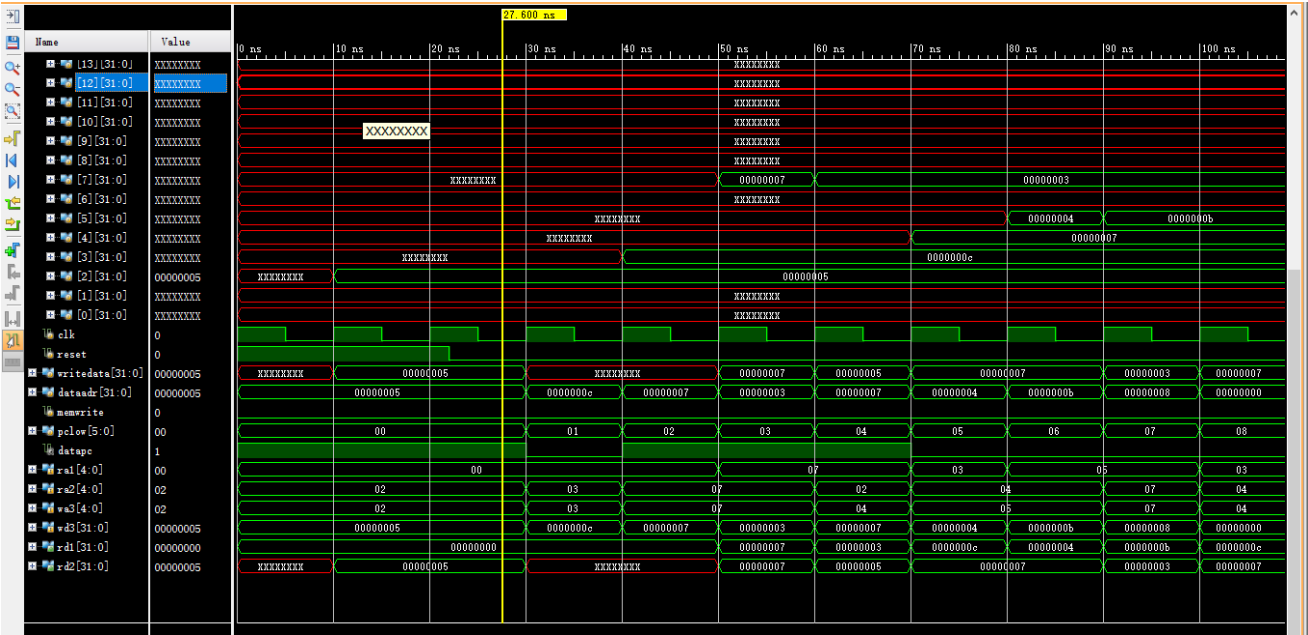 27.600 ns
Name Value 0 ns 10 ns 20 ns 30 ns 40 ns 50 ns 60 ns 70 ns 80 ns 90 ns 100 ns
[13][31:0] XXXXXXXX XXXXXXXX
[12][31:0] XXXXXXXX XXXXXXXX
[11][31:0] XXXXXXXX XXXXXXXX
[10][31:0] XXXXXXXX XXXXXXXX
XXXXXXXX
[9][31:0] XXXXXXXX XXXXXXXX
[8][31:0] XXXXXXXX XXXXXXXX
[7][31:0] XXXXXXXX XXXXXXXX 00000007 00000003
[6][31:0] XXXXXXXX XXXXXXXX
[5][31:0] XXXXXXXX XXXXXXXX 00000004 0000000b
[4][31:0] XXXXXXXX XXXXXXXX 00000007
[3][31:0] XXXXXXXX XXXXXXXX 0000000c
[2][31:0] 00000005 XXXXXXXX 00000005
[1][31:0] XXXXXXXX XXXXXXXX
[0][31:0] XXXXXXXX XXXXXXXX
clk 0
reset 0
writedata[31:0] 00000005 XXXXXXXX 00000005 XXXXXXXX 00000007 00000005 00000007 00000003 00000007
dataadr[31:0] 00000005 00000005 0000000c 00000007 00000003 00000007 00000004 0000000b 00000008 00000000
memwrite 0
pclow[5:0] 00 00 01 02 03 04 05 06 07 08
datapc 1
ra1[4:0] 00 00 07 03 05 03
ra2[4:0] 02 02 03 07 02 04 07 04
wa3[4:0] 02 02 03 07 04 05 07 04
wd3[31:0] 00000005 00000005 0000000c 00000007 00000003 00000007 00000004 0000000b 00000008 00000000
rd1[31:0] 00000000 00000000 00000007 00000003 0000000c 00000004 0000000b 0000000c
rd2[31:0] 00000005 XXXXXXXX 00000005 XXXXXXXX 00000007 00000005 00000007 00000003 00000007